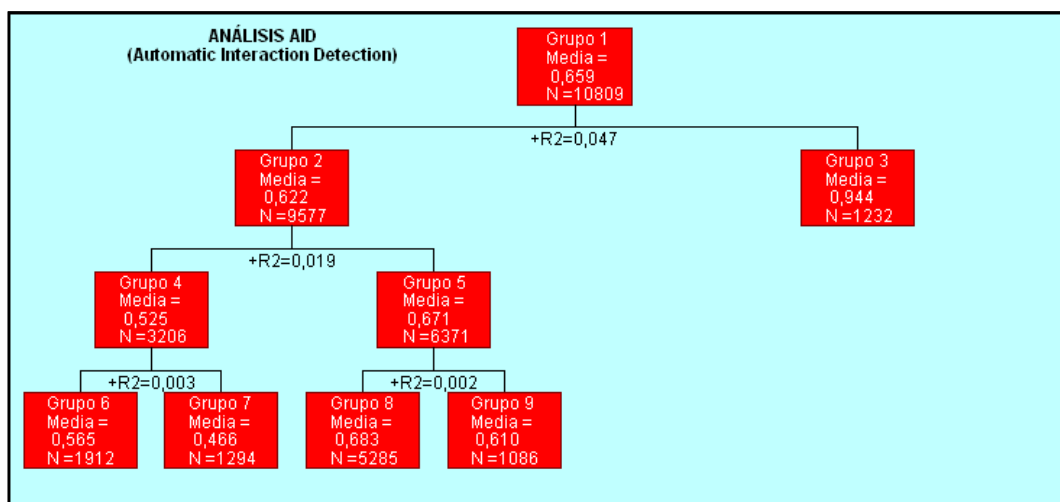 ANÁLISIS AID
(Automatic Interaction Detection)
Grupo 1
Media =
0,659
N=10809
+R2=0,047
Grupo 2
Media =
0,622
N=9577
Grupo 3
Media =
0,944
N=1232
+R2=0,019
Grupo 4
Media =
0,525
N=3206
Grupo 5
Media =
0,671
N=6371
+R2=0,003
+R2=0,002
Grupo 6
Media =
0,565
N=1912
Grupo 7
Media =
0,466
N=1294
Grupo 8
Media =
0,683
N=5285
Grupo 9
Media =
0,610
N=1086